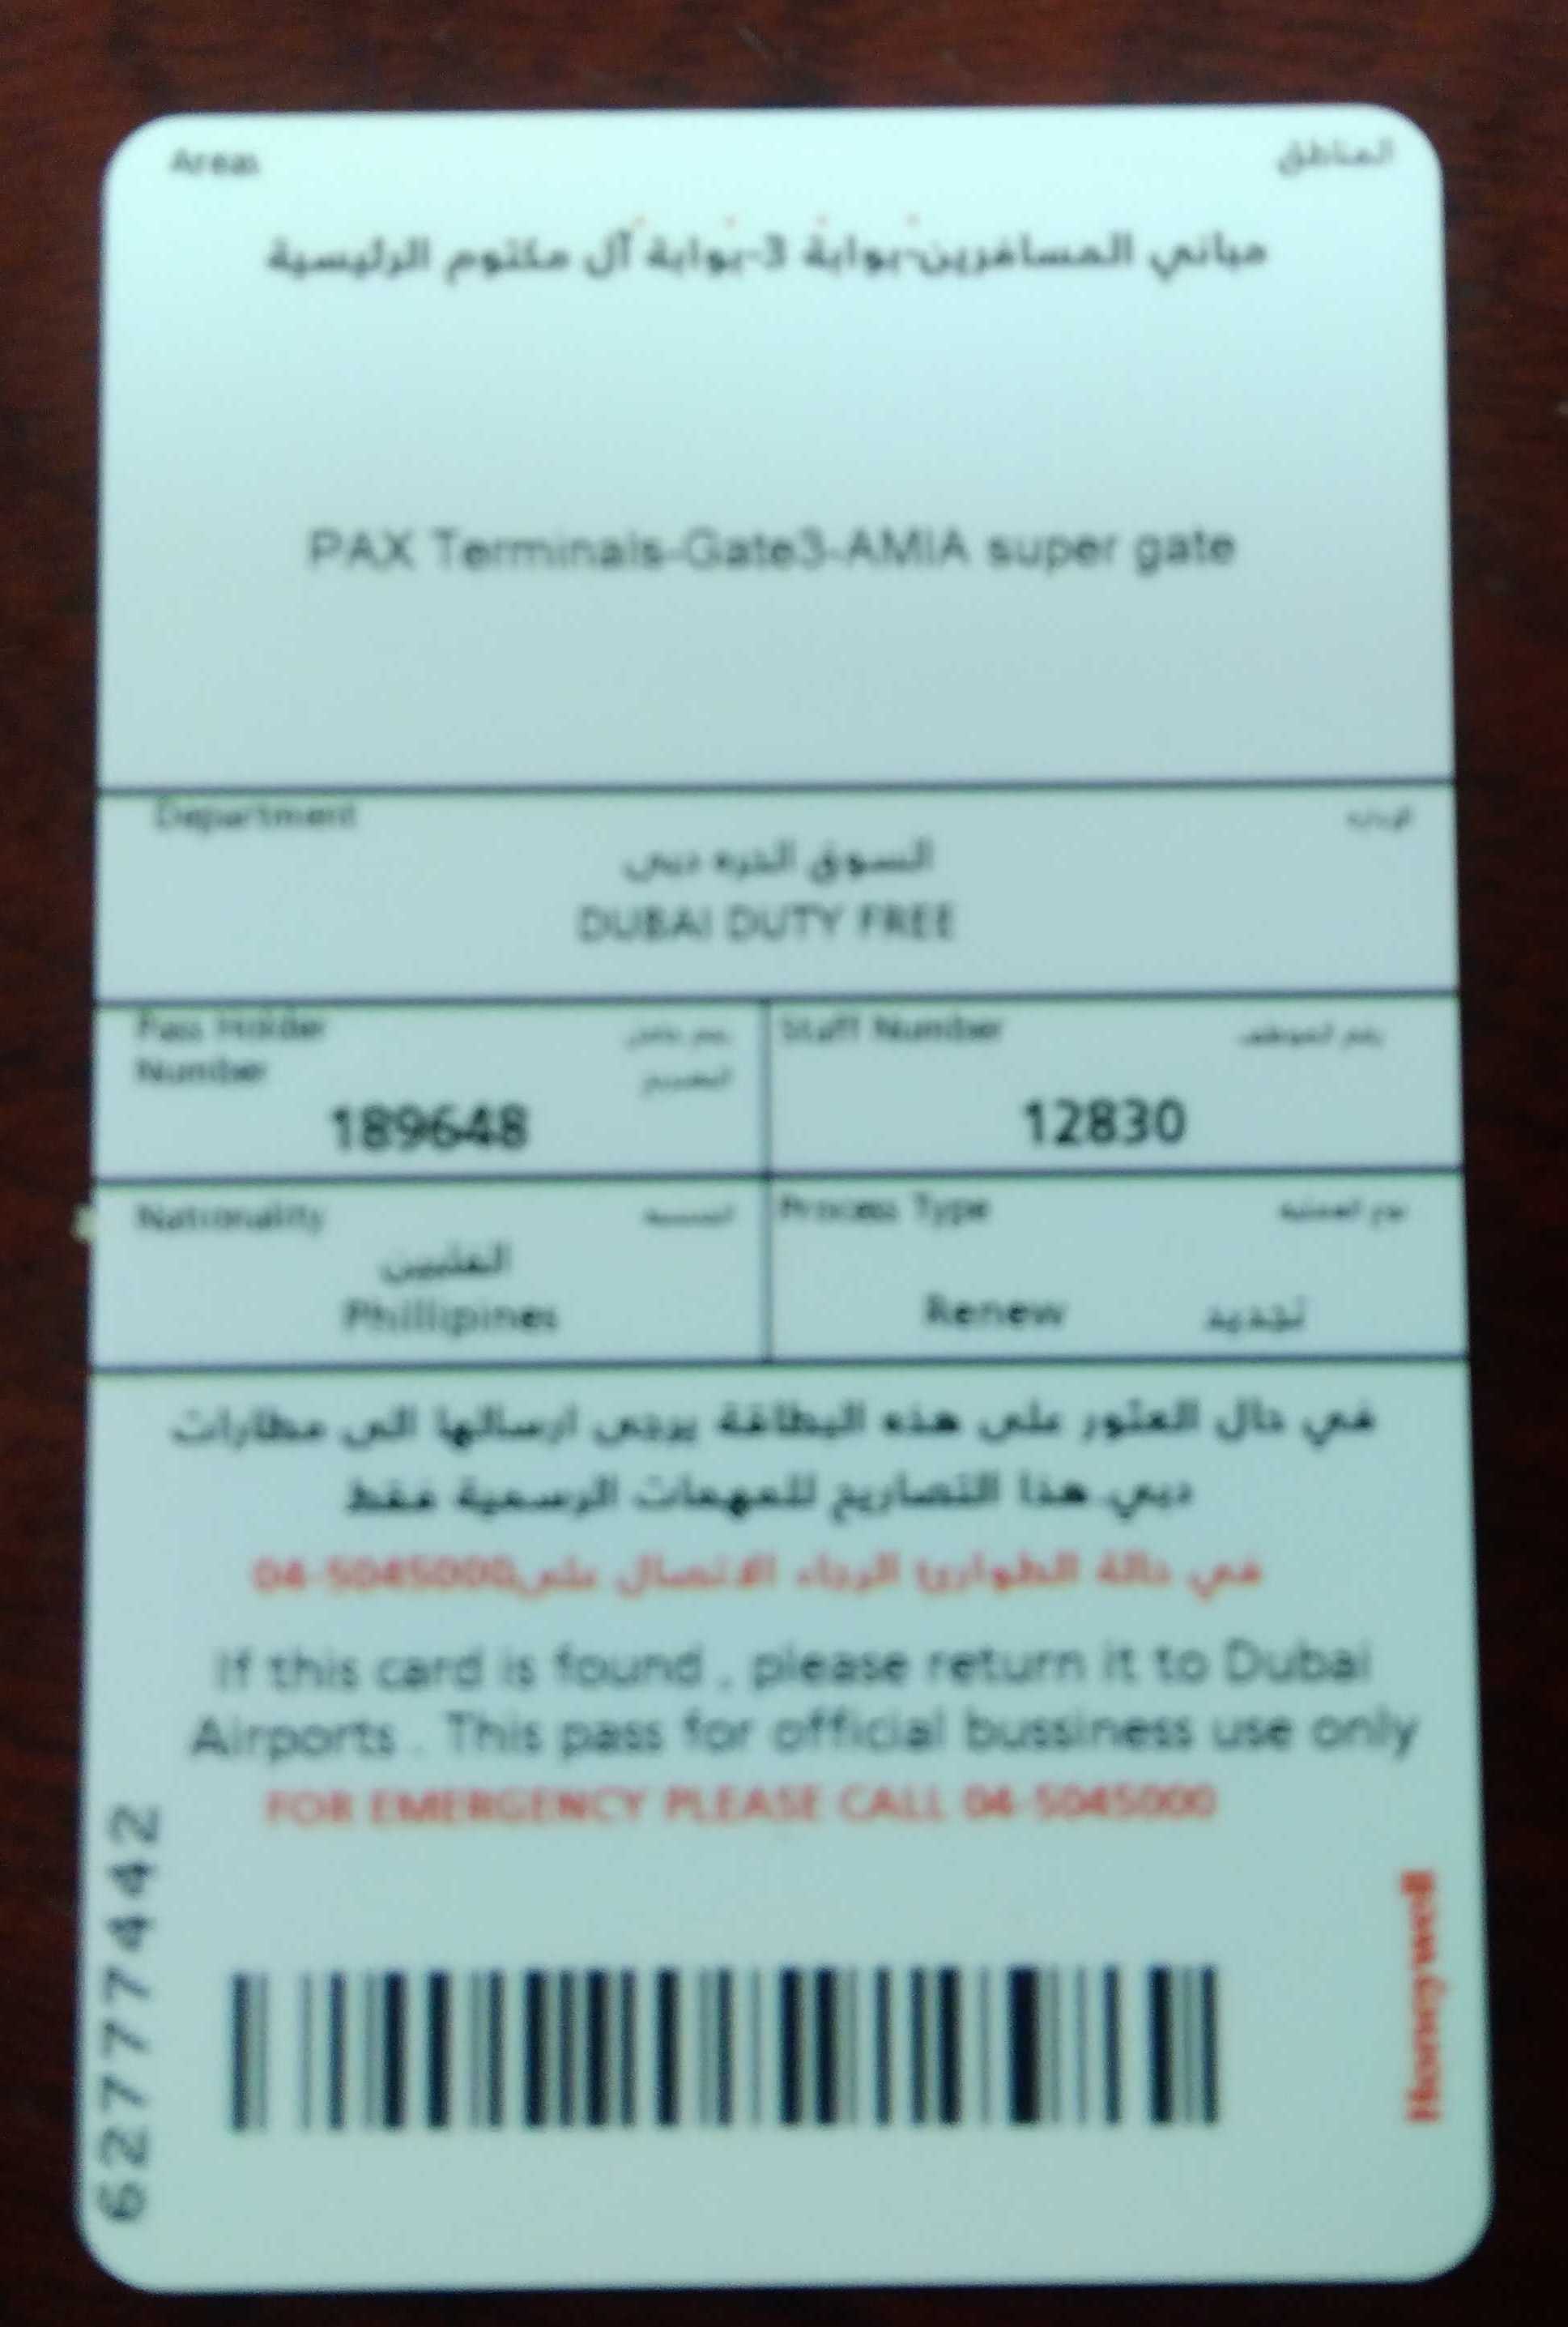 Areas المناطق
مباني المسافرين-بوابة 3-بوابة آل مكتوم الرئيسية
PAX Terminals-Gate3-AMIA super gate
Department
السوق الحره دبى
DUBAI DUTY FREE
Pass Holder Staff Number رقم الموظف
Number
189648 12830
Nationality الجنسية Process Type نوع العملية
الفلبين
Phillipines
Renew تجديد
في حال العثور على هذه البطاقة يرجى ارسالها الى مطارات
دبي.هذا التصاريح للمهمات الرسمية فقط
في حالة الطوارئ الرجاء الاتصال على04-5045000
If this card is found , please return it to Dubai
Airports . This pass for official bussiness use only
FOR EMERGENCY PLEASE CALL 04-5045000
62777442
Honeywell